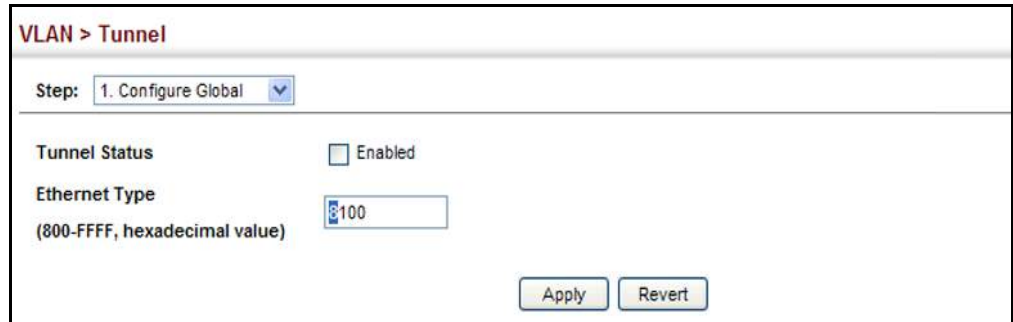 VLAN > Tunnel
Step: 1. Configure Global
Tunnel Status Enabled
Ethernet Type
8100
(800-FFFF, hexadecimal value)
Apply Revert